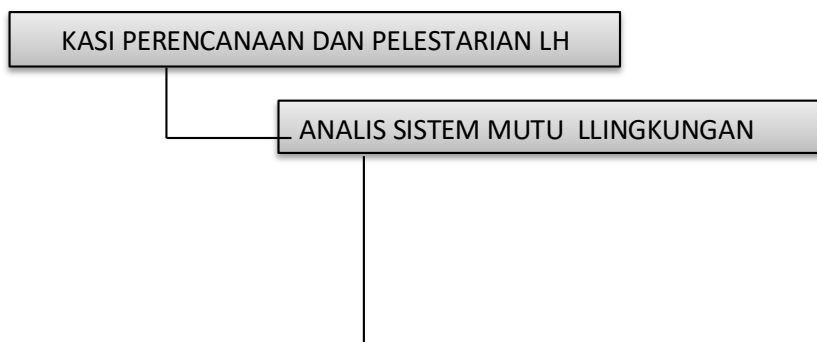 KASI PERENCANAAN DAN PELESTARIAN LH
ANALIS SISTEM MUTU LLINGKUNGAN